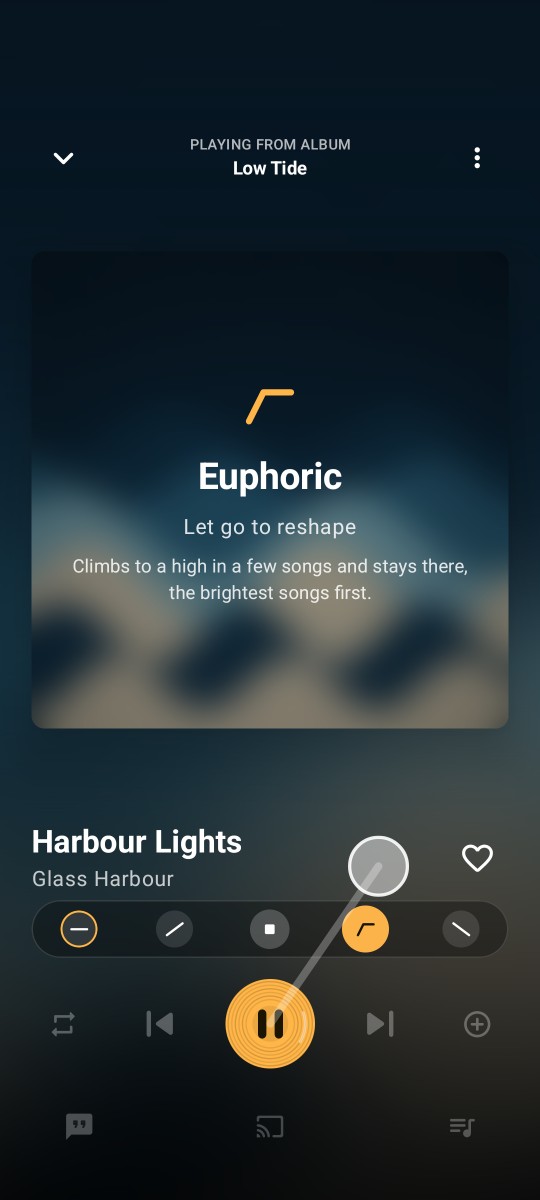 PLAYING FROM ALBUM
Low Tide
Euphoric
Let go to reshape
Climbs to a high in a few songs and stays there,
the brightest songs first.
Harbour Lights
Glass Harbour